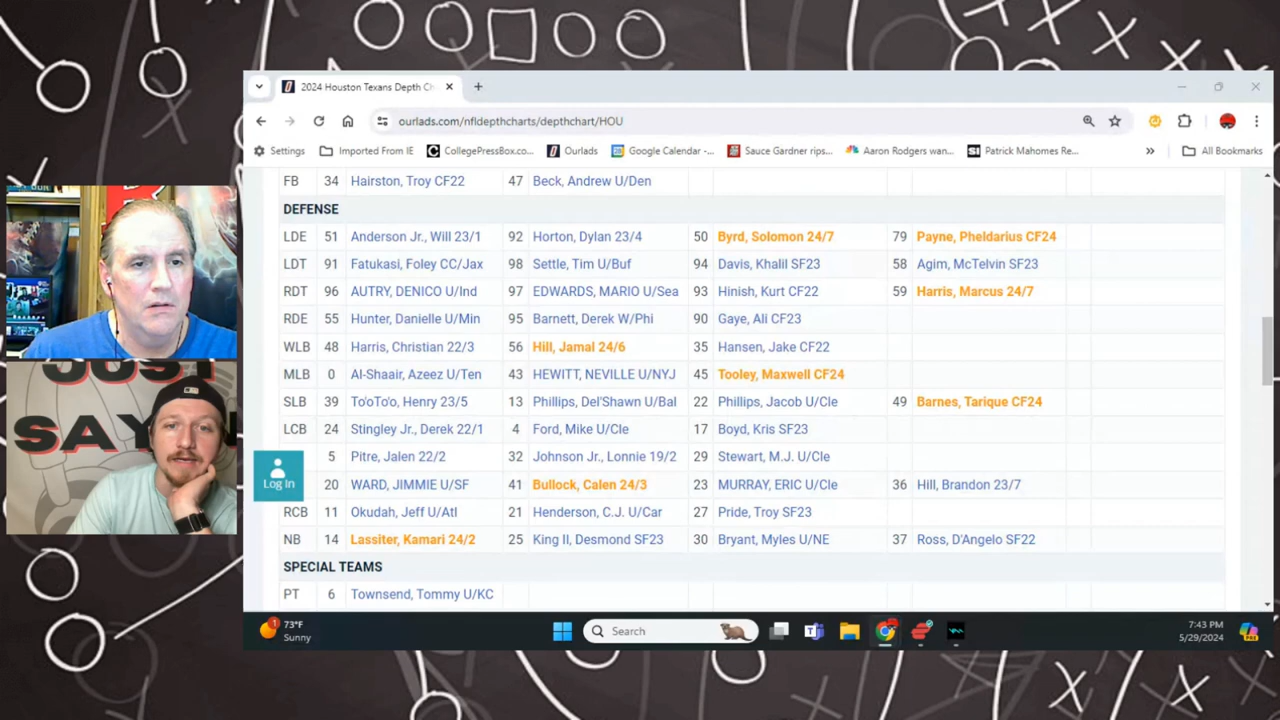 2024 Houston Texans Depth Ch
ourlads.com/nfldepthcharts/depthchart/HOU
Settings Imported From IE CollegePressBox.co... Ourlads Google Calendar -... Sauce Gardner rips... Aaron Rodgers wan... Patrick Mahomes Re... » All Bookmarks
FB 34 Hairston, Troy CF22 47 Beck, Andrew U/Den
DEFENSE
LDE 51 Anderson Jr., Will 23/1 92 Horton, Dylan 23/4 50 Byrd, Solomon 24/7 79 Payne, Pheldarius CF24
LDT 91 Fatukasi, Foley CC/Jax 98 Settle, Tim U/Buf 94 Davis, Khalil SF23 58 Agim, McTelvin SF23
RDT 96 AUTRY, DENICO U/Ind 97 EDWARDS, MARIO U/Sea 93 Hinish, Kurt CF22 59 Harris, Marcus 24/7
RDE 55 Hunter, Danielle U/Min 95 Barnett, Derek W/Phi 90 Gaye, Ali CF23
WLB 48 Harris, Christian 22/3 56 Hill, Jamal 24/6 35 Hansen, Jake CF22
MLB 0 Al-Shaair, Azeez U/Ten 43 HEWITT, NEVILLE U/NYJ 45 Tooley, Maxwell CF24
SLB 39 To'oTo'o, Henry 23/5 13 Phillips, Del'Shawn U/Bal 22 Phillips, Jacob U/Cle 49 Barnes, Tarique CF24
LCB 24 Stingley Jr., Derek 22/1 4 Ford, Mike U/Cle 17 Boyd, Kris SF23
5 Pitre, Jalen 22/2 32 Johnson Jr., Lonnie 19/2 29 Stewart, M.J. U/Cle
20 WARD, JIMMIE U/SF 41 Bullock, Calen 24/3 23 MURRAY, ERIC U/Cle 36 Hill, Brandon 23/7
Log In
RCB 11 Okudah, Jeff U/Atl 21 Henderson, C.J. U/Car 27 Pride, Troy SF23
NB 14 Lassiter, Kamari 24/2 25 King II, Desmond SF23 30 Bryant, Myles U/NE 37 Ross, D'Angelo SF22
SPECIAL TEAMS
PT 6 Townsend, Tommy U/KC
JUST
SAY
1 73°F
Sunny
Search
7:43 PM
5/29/2024